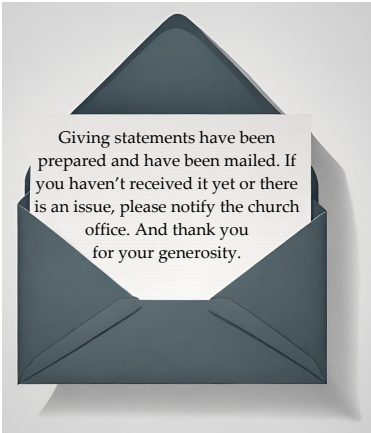 Giving statements have been
prepared and have been mailed. If
you haven’t received it yet or there
is an issue, please notify the church
office. And thank you
for your generosity.